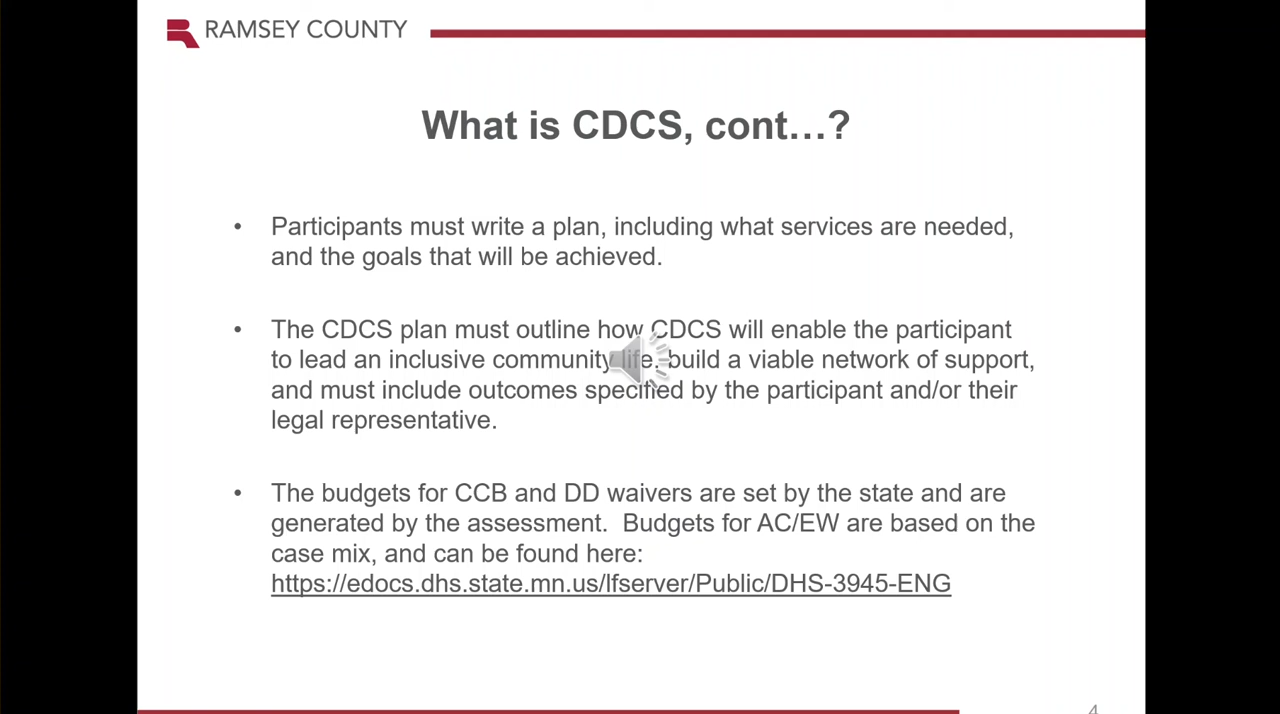 RAMSEY COUNTY
What is CDCS, cont…?
• Participants must write a plan, including what services are needed,
and the goals that will be achieved.
• The CDCS plan must outline how CDCS will enable the participant
to lead an inclusive community life, build a viable network of support,
and must include outcomes specified by the participant and/or their
legal representative.
• The budgets for CCB and DD waivers are set by the state and are
generated by the assessment.  Budgets for AC/EW are based on the
case mix, and can be found here:
https://edocs.dhs.state.mn.us/lfserver/Public/DHS-3945-ENG
4